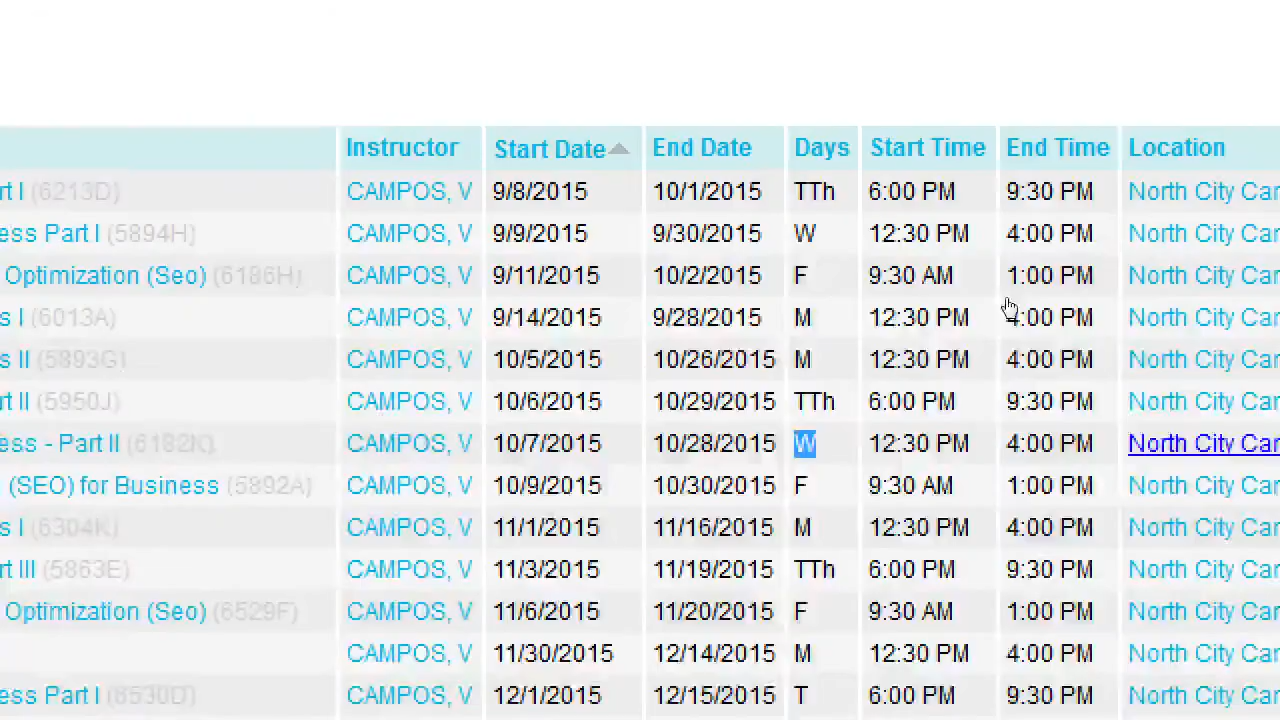 Instructor Start Date End Date Days Start Time End Time Location
rt I (6213D) CAMPOS, V 9/8/2015 10/1/2015 TTh 6:00 PM 9:30 PM North City Car
ess Part I (5894H) CAMPOS, V 9/9/2015 9/30/2015 W 12:30 PM 4:00 PM North City Car
Optimization (Seo) (6186H) CAMPOS, V 9/11/2015 10/2/2015 F 9:30 AM 1:00 PM North City Car
s I (6013A) CAMPOS, V 9/14/2015 9/28/2015 M 12:30 PM 4:00 PM North City Car
s II (5893G) CAMPOS, V 10/5/2015 10/26/2015 M 12:30 PM 4:00 PM North City Car
rt II (5950J) CAMPOS, V 10/6/2015 10/29/2015 TTh 6:00 PM 9:30 PM North City Car
ess - Part II (6182K) CAMPOS, V 10/7/2015 10/28/2015 W 12:30 PM 4:00 PM North City Car
(SEO) for Business (5892A) CAMPOS, V 10/9/2015 10/30/2015 F 9:30 AM 1:00 PM North City Car
s I (6304K) CAMPOS, V 11/1/2015 11/16/2015 M 12:30 PM 4:00 PM North City Car
rt III (5863E) CAMPOS, V 11/3/2015 11/19/2015 TTh 6:00 PM 9:30 PM North City Car
Optimization (Seo) (6529F) CAMPOS, V 11/6/2015 11/20/2015 F 9:30 AM 1:00 PM North City Car
CAMPOS, V 11/30/2015 12/14/2015 M 12:30 PM 4:00 PM North City Car
ess Part I (6530D) CAMPOS, V 12/1/2015 12/15/2015 T 6:00 PM 9:30 PM North City Car